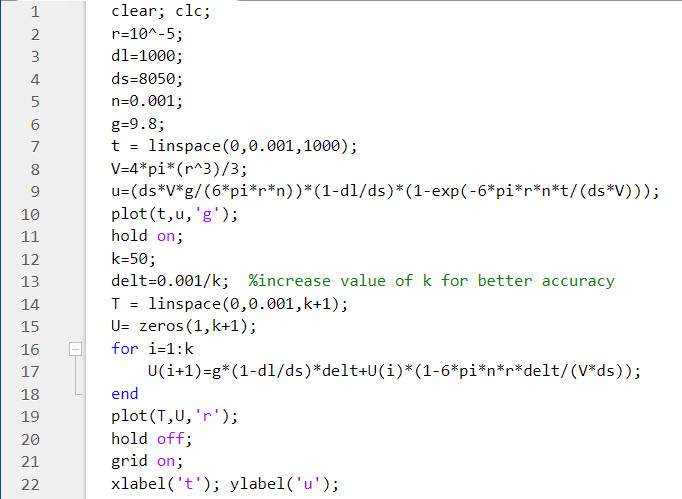 1 clear; clc;
2 r=10^-5;
3 dl=1000;
4 ds=8050;
5 n=0.001;
6 g=9.8;
7 t = linspace(0,0.001,1000);
8 V=4*pi*(r^3)/3;
9 u=(ds*V*g/(6*pi*r*n))*(1-dl/ds)*(1-exp(-6*pi*r*n*t/(ds*V)));
10 plot(t,u,'g');
11 hold on;
12 k=50;
13 delt=0.001/k;  %increase value of k for better accuracy
14 T = linspace(0,0.001,k+1);
15 U= zeros(1,k+1);
16 for i=1:k
17     U(i+1)=g*(1-dl/ds)*delt+U(i)*(1-6*pi*n*r*delt/(V*ds));
18 end
19 plot(T,U,'r');
20 hold off;
21 grid on;
22 xlabel('t'); ylabel('u');